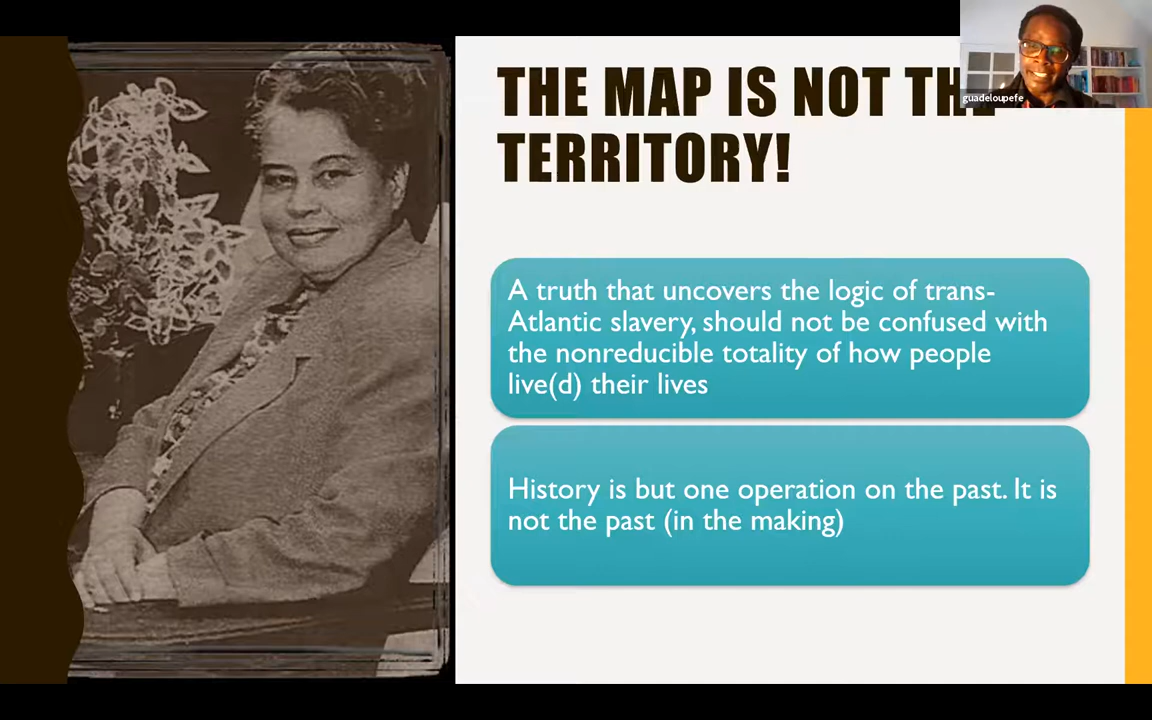 THE MAP IS NOT THE
TERRITORY!
guadeloupefe
A truth that uncovers the logic of trans-
Atlantic slavery, should not be confused with
the nonreducible totality of how people
live(d) their lives
History is but one operation on the past. It is
not the past (in the making)